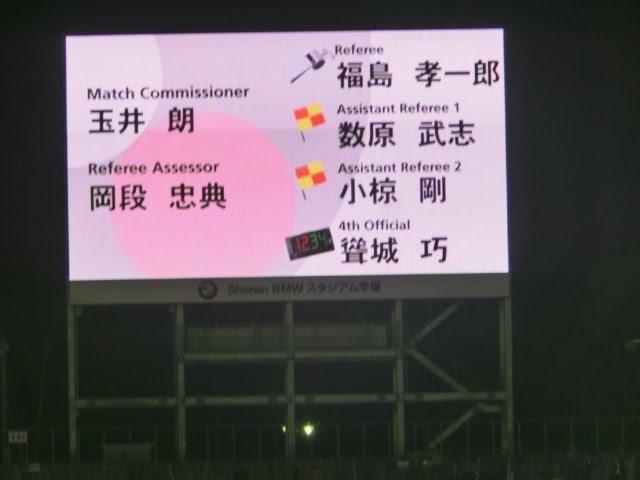 Match Commissioner
玉井 朗
Referee Assessor
岡段 忠典
Referee
福島 孝一郎
Assistant Referee 1
数原 武志
Assistant Referee 2
小椋 剛
4th Official
聳城 巧
1234
Shonan BMW スタジアム平塚